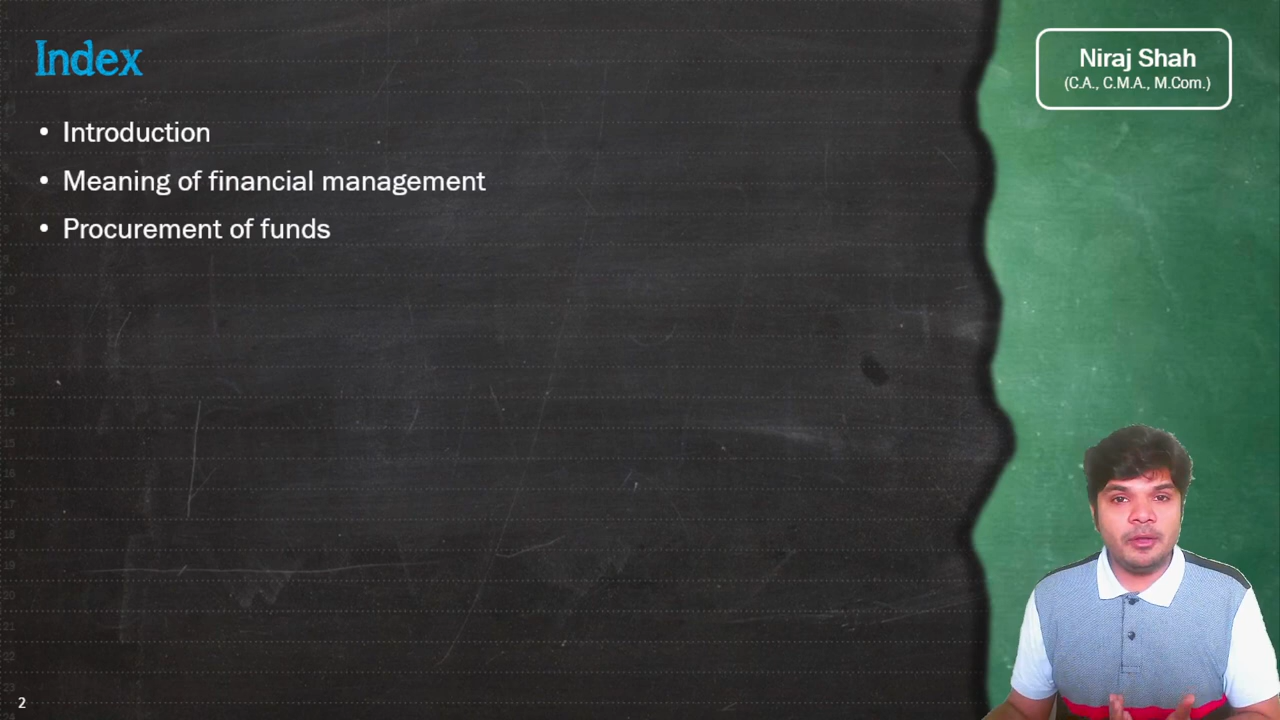 Index
Niraj Shah
(C.A., C.M.A., M.Com.)
• Introduction
• Meaning of financial management
• Procurement of funds
2